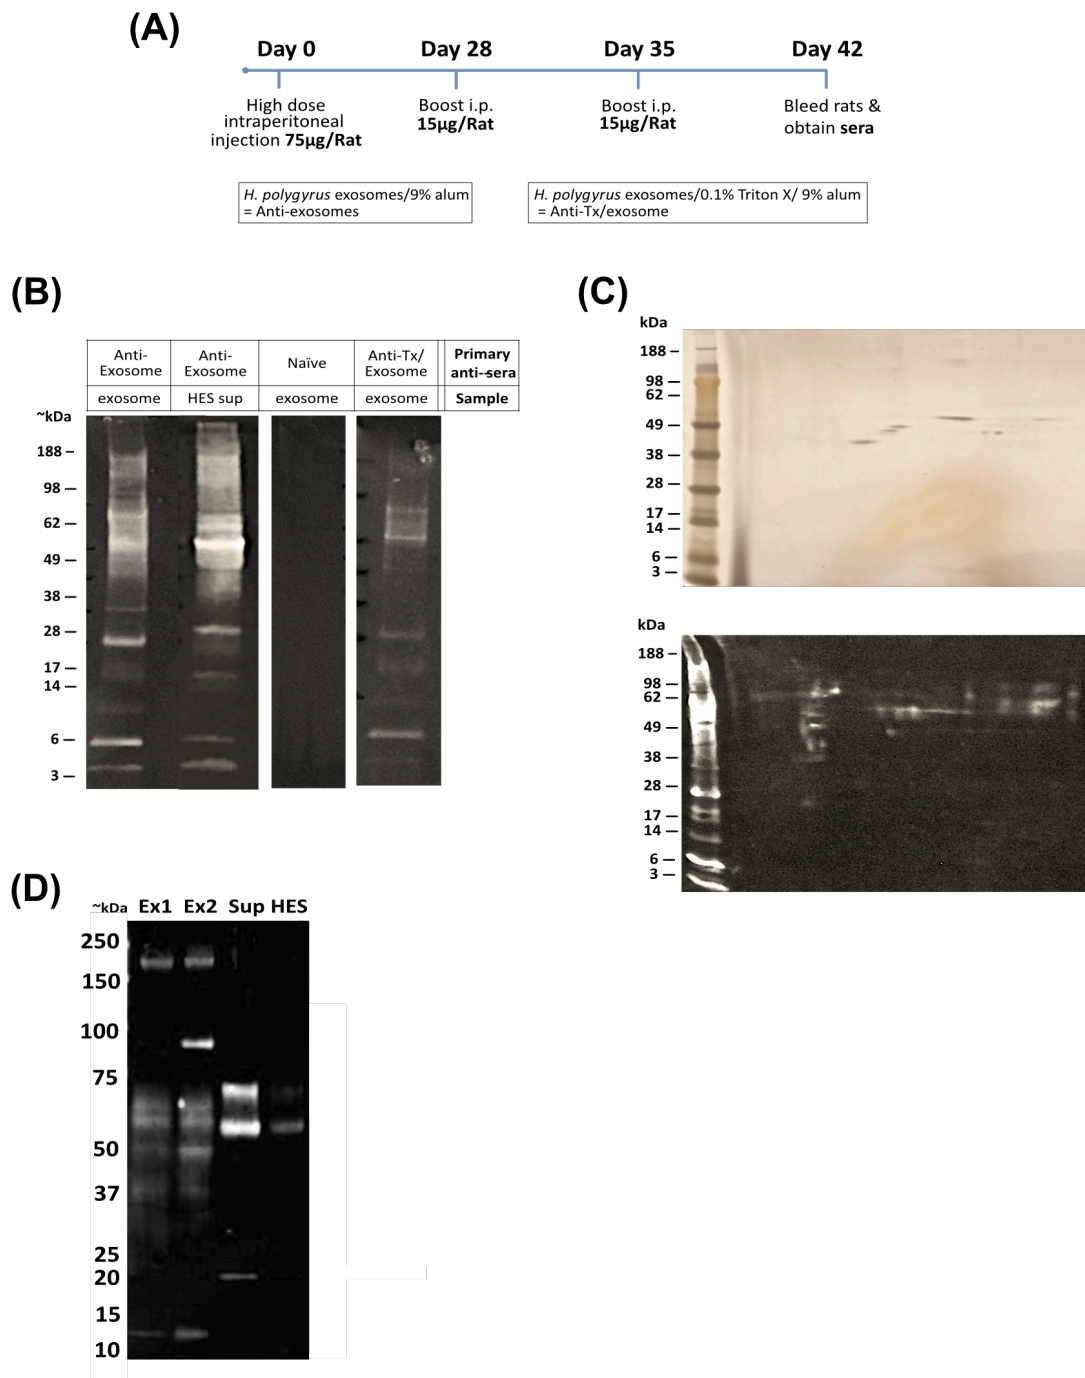 (A)
Day 0 Day 28 Day 35 Day 42
High dose
intraperitoneal
injection 75μg/Rat
Boost i.p.
15μg/Rat
Boost i.p.
15μg/Rat
Bleed rats &
obtain sera
H. polygyrus exosomes/9% alum
= Anti-exosomes
H. polygyrus exosomes/0.1% Triton X/ 9% alum
= Anti-Tx/exosome
(B)
Anti-
Exosome
Anti-
Exosome
Naïve
Anti-Tx/
Exosome
Primary
anti--sera
exosome HES sup exosome exosome Sample
~kDa
188 –
98 –
62 –
49 –
38 –
28 –
17 –
14 –
6 –
3 –
(C)
kDa
188 –
98 –
62 –
49 –
38 –
28 –
17 –
14 –
6 –
3 –
kDa
188 –
98 –
62 –
49 –
38 –
28 –
17 –
14 –
6 –
3 –
(D)
~kDa Ex1 Ex2 Sup HES
250
150
100
75
50
37
25
20
15
10